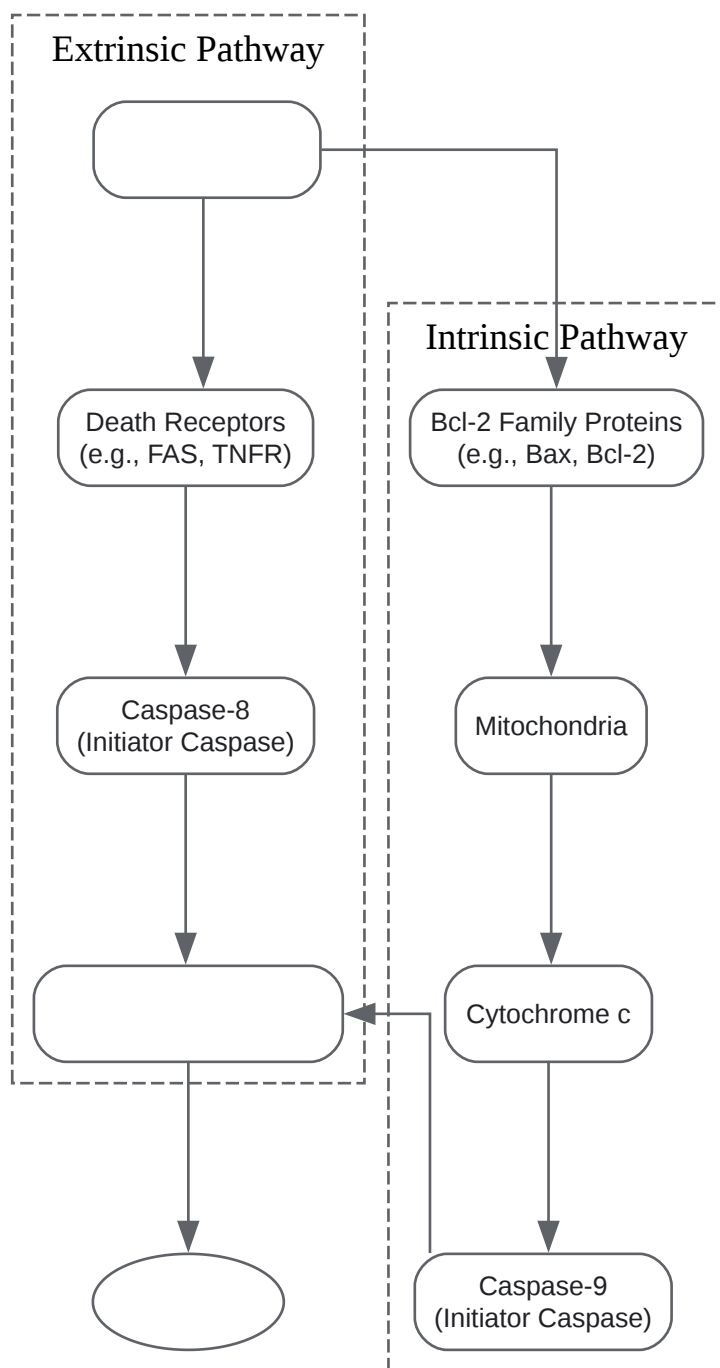 Extrinsic Pathway
Intrinsic Pathway
Death Receptors
(e.g., FAS, TNFR)
Bcl-2 Family Proteins
(e.g., Bax, Bcl-2)
Caspase-8
(Initiator Caspase)
Mitochondria
Cytochrome c
Caspase-9
(Initiator Caspase)